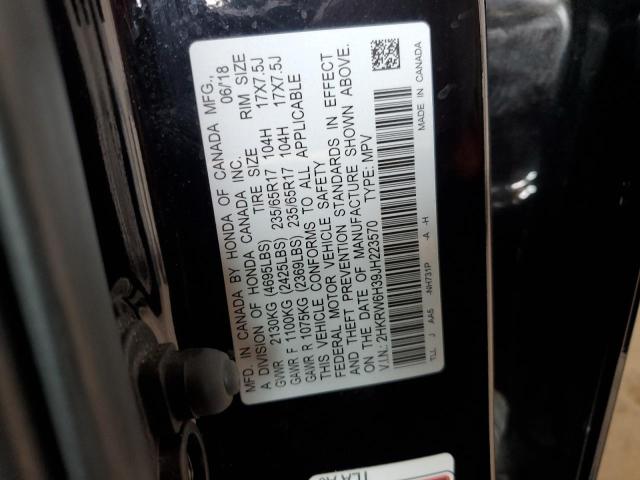 MFD. IN CANADA BY HONDA OF CANADA MFG.,
A DIVISION OF HONDA CANADA INC. 06/18
TIRE SIZE RIM SIZE
GVWR 2130KG (4695LBS)
GAWR F 1100KG (2425LBS) 235/65R17 104H 17X7.5J
GAWR R 1075KG (2369LBS) 235/65R17 104H 17X7.5J
THIS VEHICLE CONFORMS TO ALL APPLICABLE
FEDERAL MOTOR VEHICLE SAFETY
AND THEFT PREVENTION STANDARDS IN EFFECT
ON THE DATE OF MANUFACTURE SHOWN ABOVE.
V.I.N.: 2HKRW6H39JH223570 TYPE: MPV
TLL J AA5 -NH731P -A -H
MADE IN CANADA